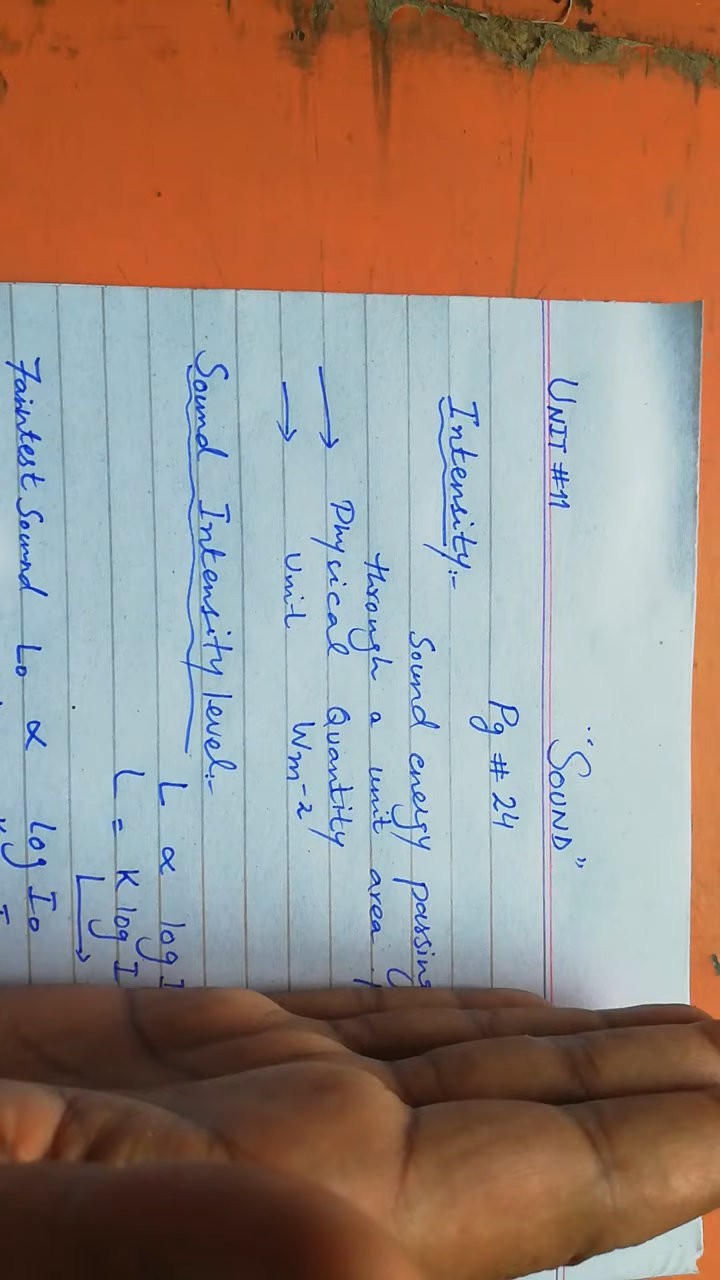 UNIT #11 "SOUND"
Pg # 24
Intensity:-
Sound energy passing
through a unit area
→ Physical Quantity
→ Unit Wm-2
Sound Intensity level:-
L α log I
L = K log I
Faintest Sound Lo α log Io